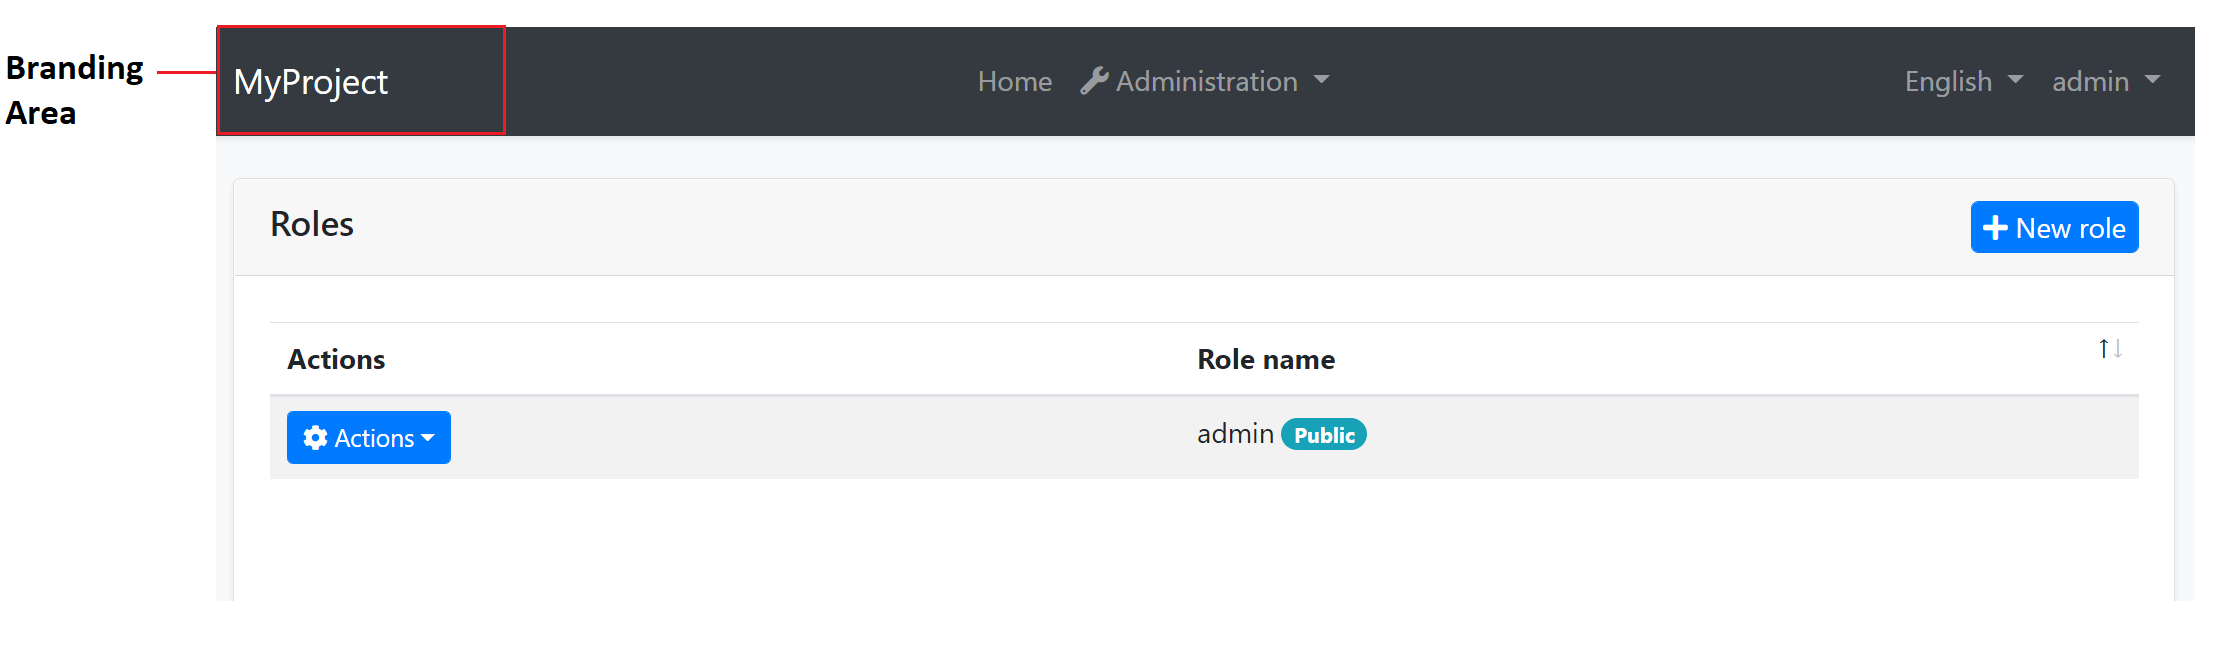 Branding
Area
MyProject
Home Administration
English admin
Roles
New role
Actions Role name
Actions admin Public